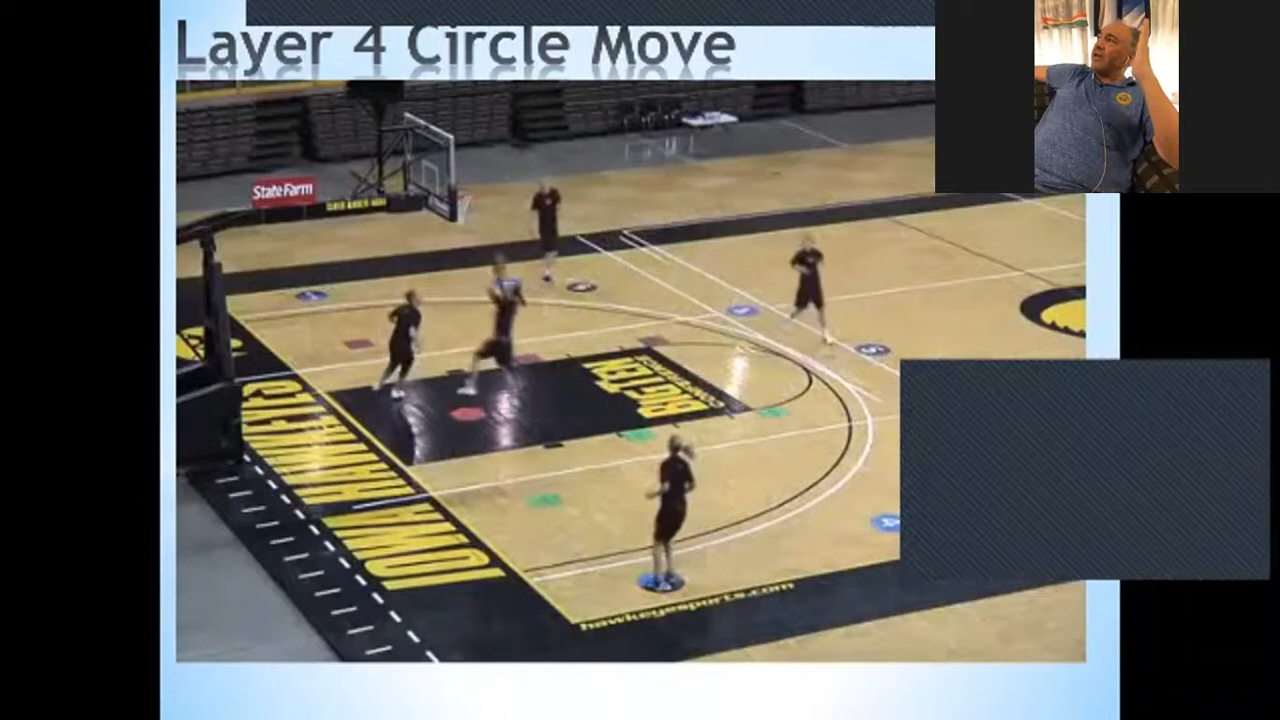 Layer 4 Circle Move
State Farm
BIG TEN
IOWA HAWKEYES
hawkeyesports.com